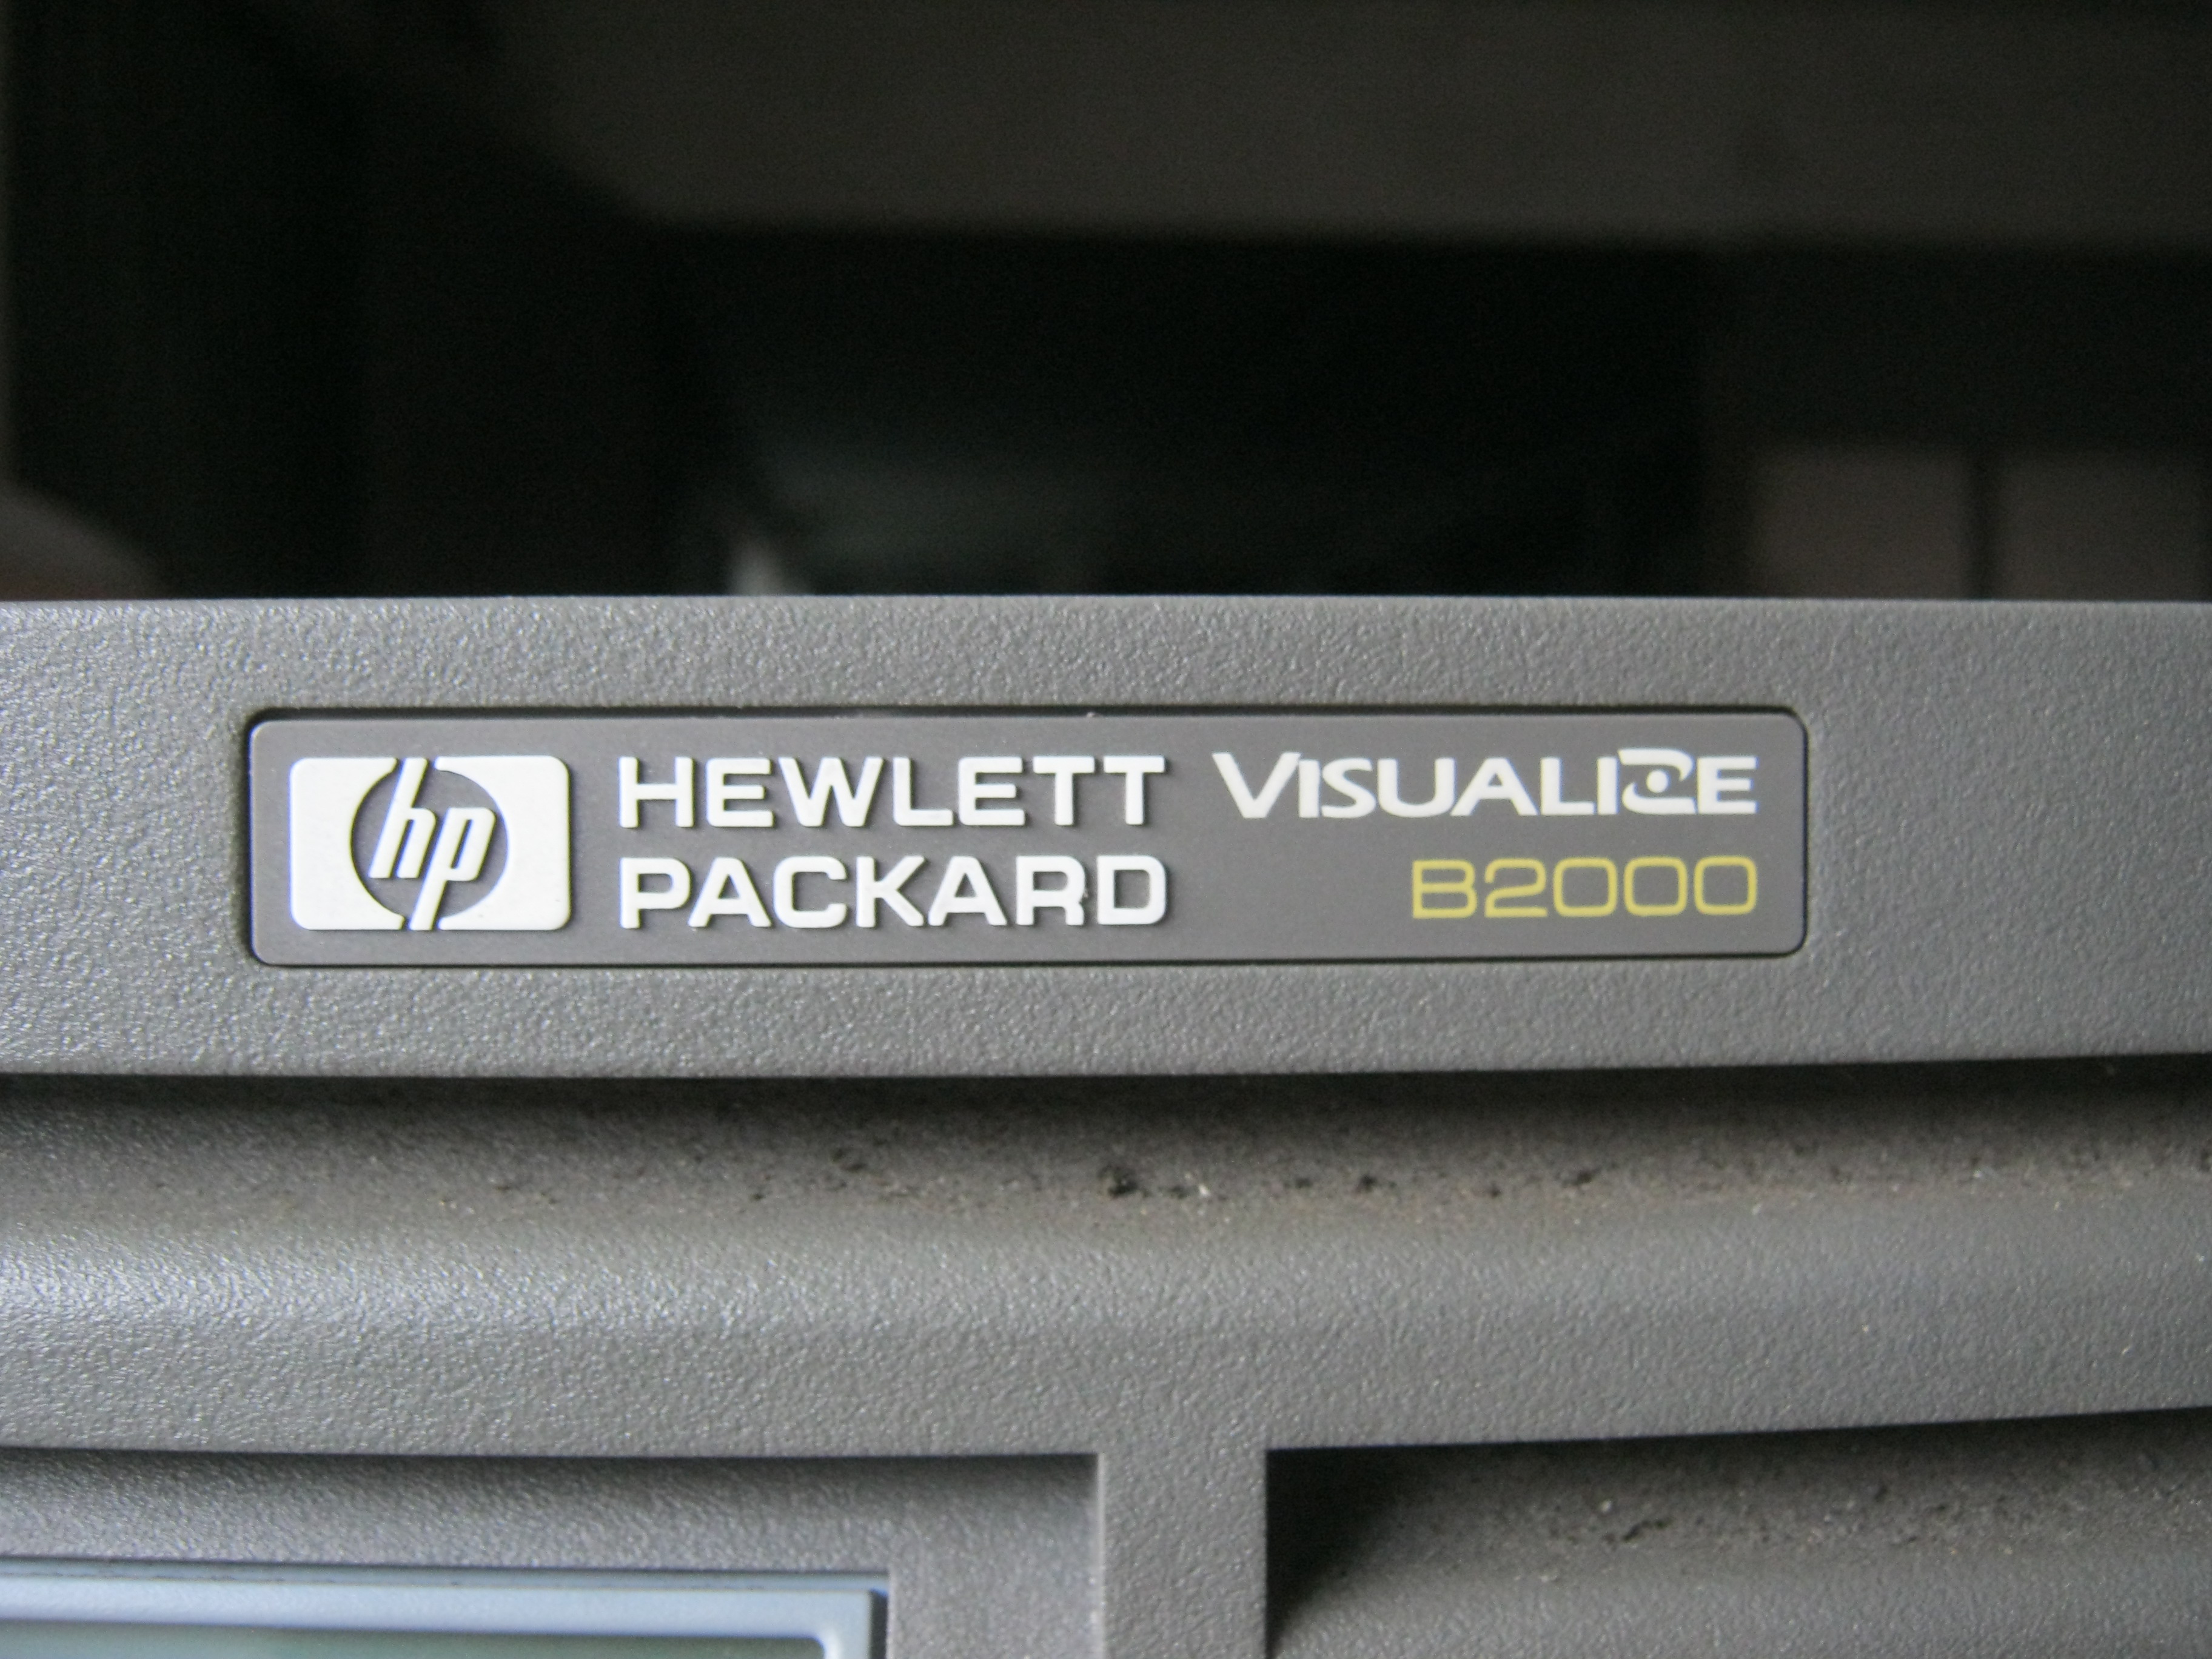 hp HEWLETT PACKARD
VISUALIZE
B2000